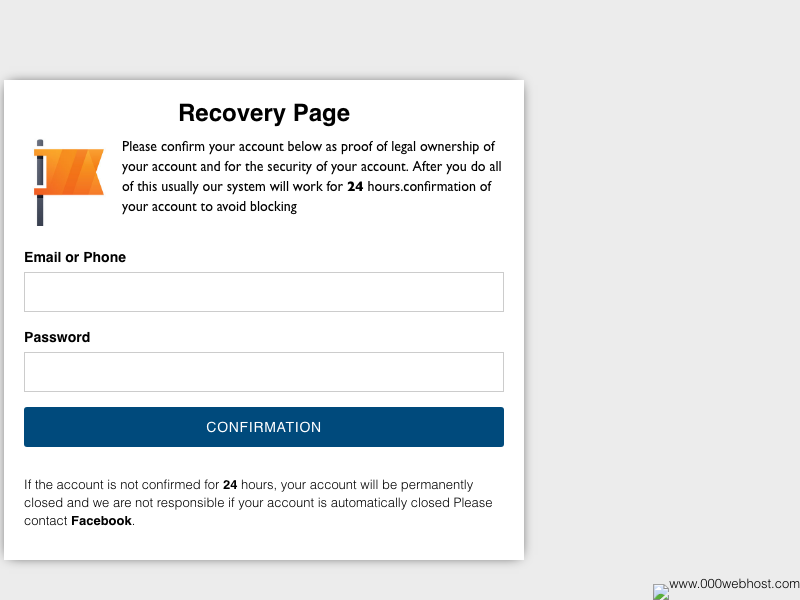 Recovery Page
Please confirm your account below as proof of legal ownership of
your account and for the security of your account. After you do all
of this usually our system will work for 24 hours.confirmation of
your account to avoid blocking
Email or Phone
Password
CONFIRMATION
If the account is not confirmed for 24 hours, your account will be permanently
closed and we are not responsible if your account is automatically closed Please
contact Facebook.
www.000webhost.com